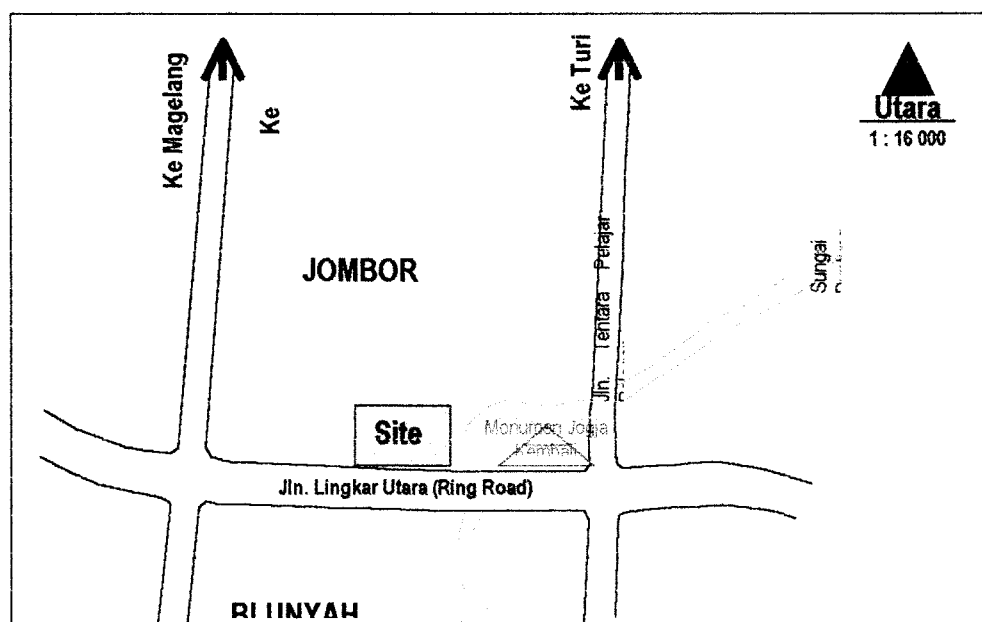 Ke Magelang
Ke
Ke Turi
Utara
1 : 16 000
JOMBOR
Jln. Tentara Pelajar
Sungai
Site
Monumen Jogja
Kembali
Jln. Lingkar Utara (Ring Road)
BLUNYAH